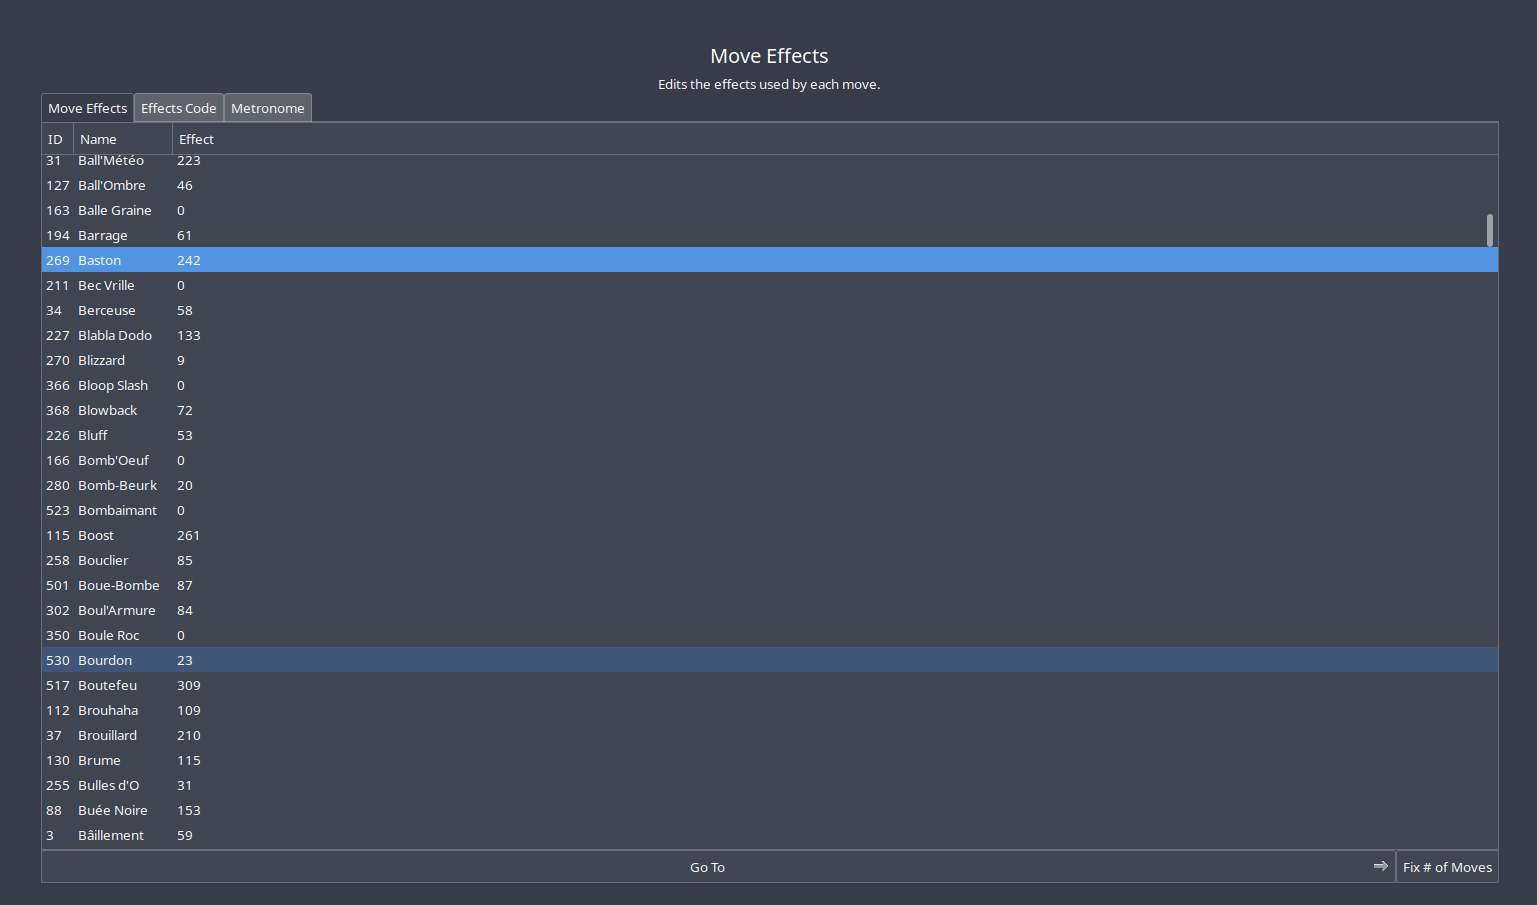 Move Effects
Edits the effects used by each move.
Move Effects Effects Code Metronome
ID Name Effect
31 Ball'Météo 223
127 Ball'Ombre 46
163 Balle Graine 0
194 Barrage 61
269 Baston 242
211 Bec Vrille 0
34 Berceuse 58
227 Blabla Dodo 133
270 Blizzard 9
366 Bloop Slash 0
368 Blowback 72
226 Bluff 53
166 Bomb'Oeuf 0
280 Bomb-Beurk 20
523 Bombaimant 0
115 Boost 261
258 Bouclier 85
501 Boue-Bombe 87
302 Boul'Armure 84
350 Boule Roc 0
530 Bourdon 23
517 Boutefeu 309
112 Brouhaha 109
37 Brouillard 210
130 Brume 115
255 Bulles d'O 31
88 Buée Noire 153
3 Bâillement 59
Go To ⇒ Fix # of Moves